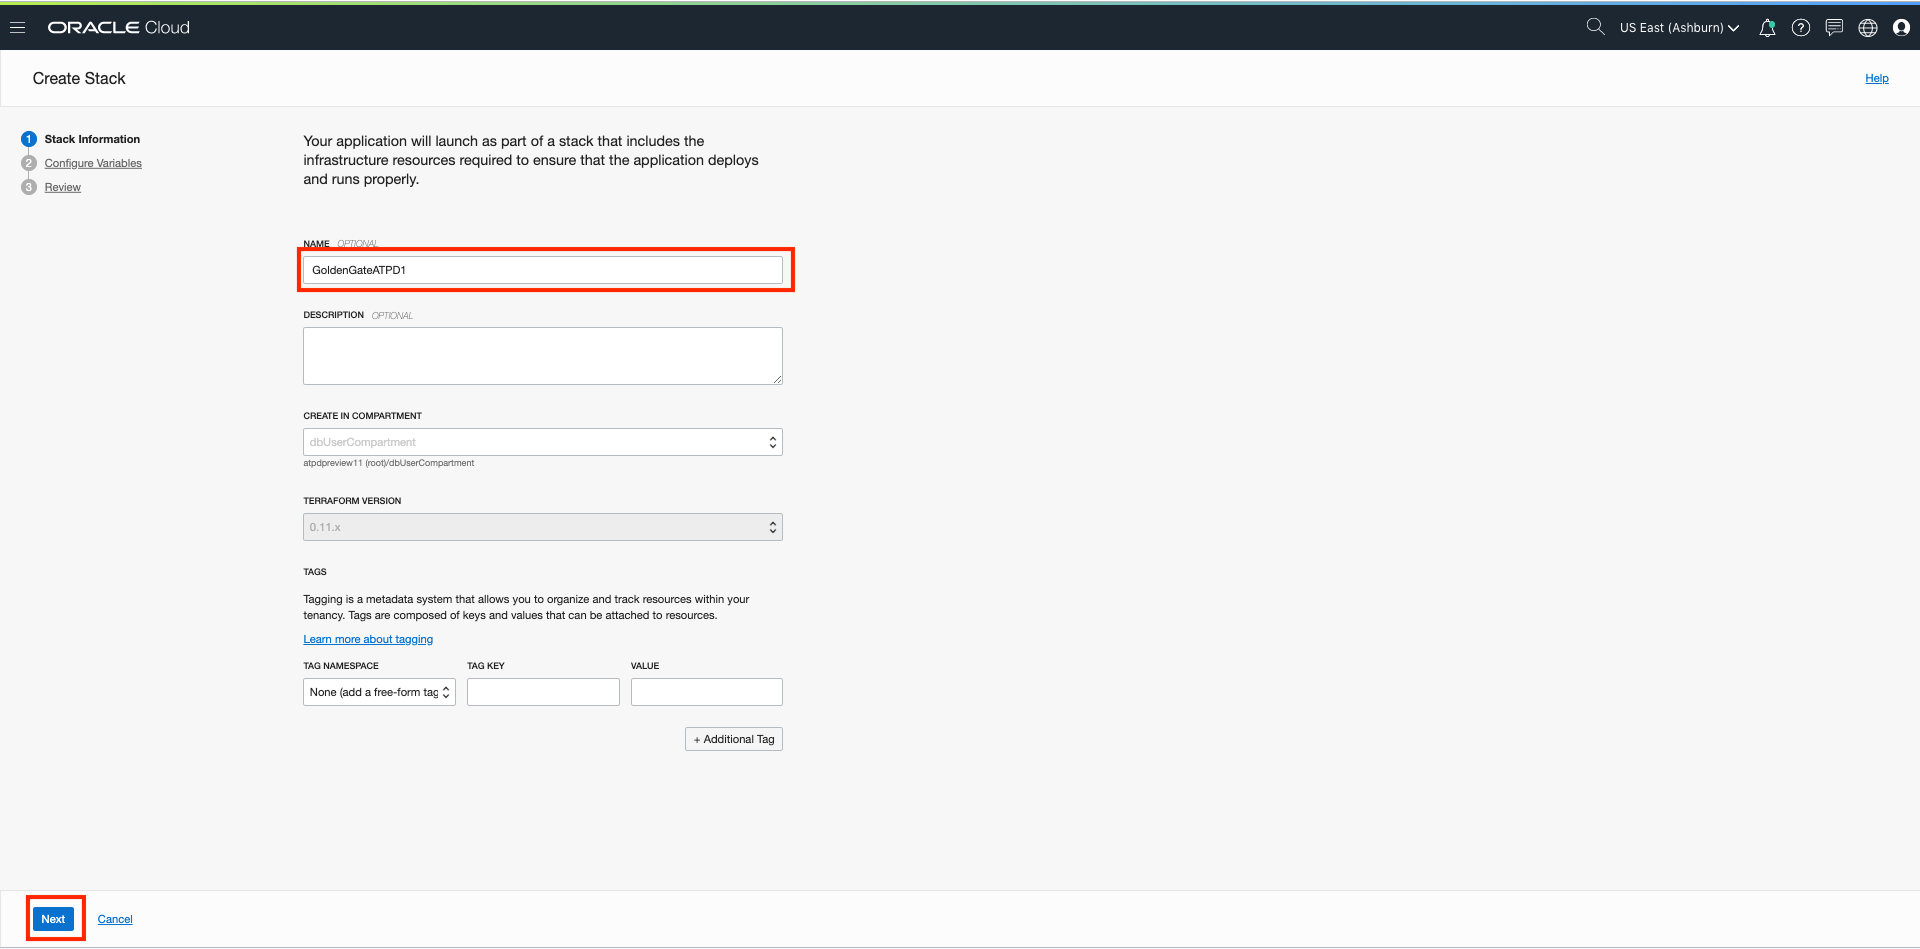 ORACLE Cloud
US East (Ashburn)
Create Stack
Help
1 Stack Information
2 Configure Variables
3 Review
Your application will launch as part of a stack that includes the
infrastructure resources required to ensure that the application deploys
and runs properly.
NAME OPTIONAL
GoldenGateATPD1
DESCRIPTION OPTIONAL
CREATE IN COMPARTMENT
dbUserCompartment
atpdpreview11 (root)/dbUserCompartment
TERRAFORM VERSION
0.11.x
TAGS
Tagging is a metadata system that allows you to organize and track resources within your
tenancy. Tags are composed of keys and values that can be attached to resources.
Learn more about tagging
TAG NAMESPACE TAG KEY VALUE
None (add a free-form tag
+ Additional Tag
Next Cancel